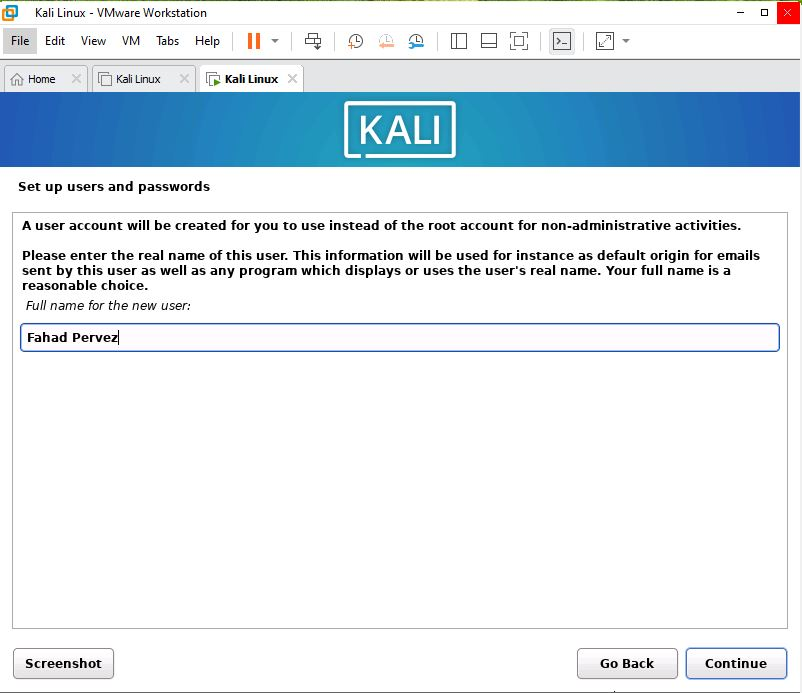 Kali Linux - VMware Workstation
File Edit View VM Tabs Help
Home Kali Linux Kali Linux
KALI
Set up users and passwords
A user account will be created for you to use instead of the root account for non-administrative activities.
Please enter the real name of this user. This information will be used for instance as default origin for emails
sent by this user as well as any program which displays or uses the user's real name. Your full name is a
reasonable choice.
Full name for the new user:
Fahad Pervez
Screenshot Go Back Continue